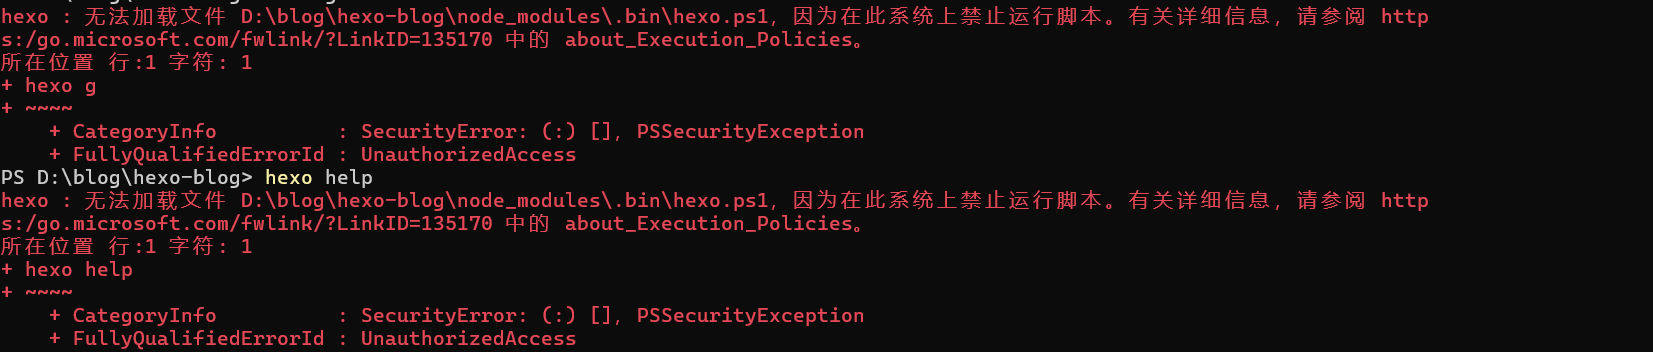 hexo : 无法加载文件 D:\blog\hexo-blog\node_modules\.bin\hexo.ps1，因为在此系统上禁止运行脚本。有关详细信息，请参阅 http
s:/go.microsoft.com/fwlink/?LinkID=135170 中的 about_Execution_Policies。
所在位置 行:1 字符: 1
+ hexo g
+ ~~~~
    + CategoryInfo          : SecurityError: (:) []，PSSecurityException
    + FullyQualifiedErrorId : UnauthorizedAccess
PS D:\blog\hexo-blog> hexo help
hexo : 无法加载文件 D:\blog\hexo-blog\node_modules\.bin\hexo.ps1，因为在此系统上禁止运行脚本。有关详细信息，请参阅 http
s:/go.microsoft.com/fwlink/?LinkID=135170 中的 about_Execution_Policies。
所在位置 行:1 字符: 1
+ hexo help
+ ~~~~
    + CategoryInfo          : SecurityError: (:) []，PSSecurityException
    + FullyQualifiedErrorId : UnauthorizedAccess